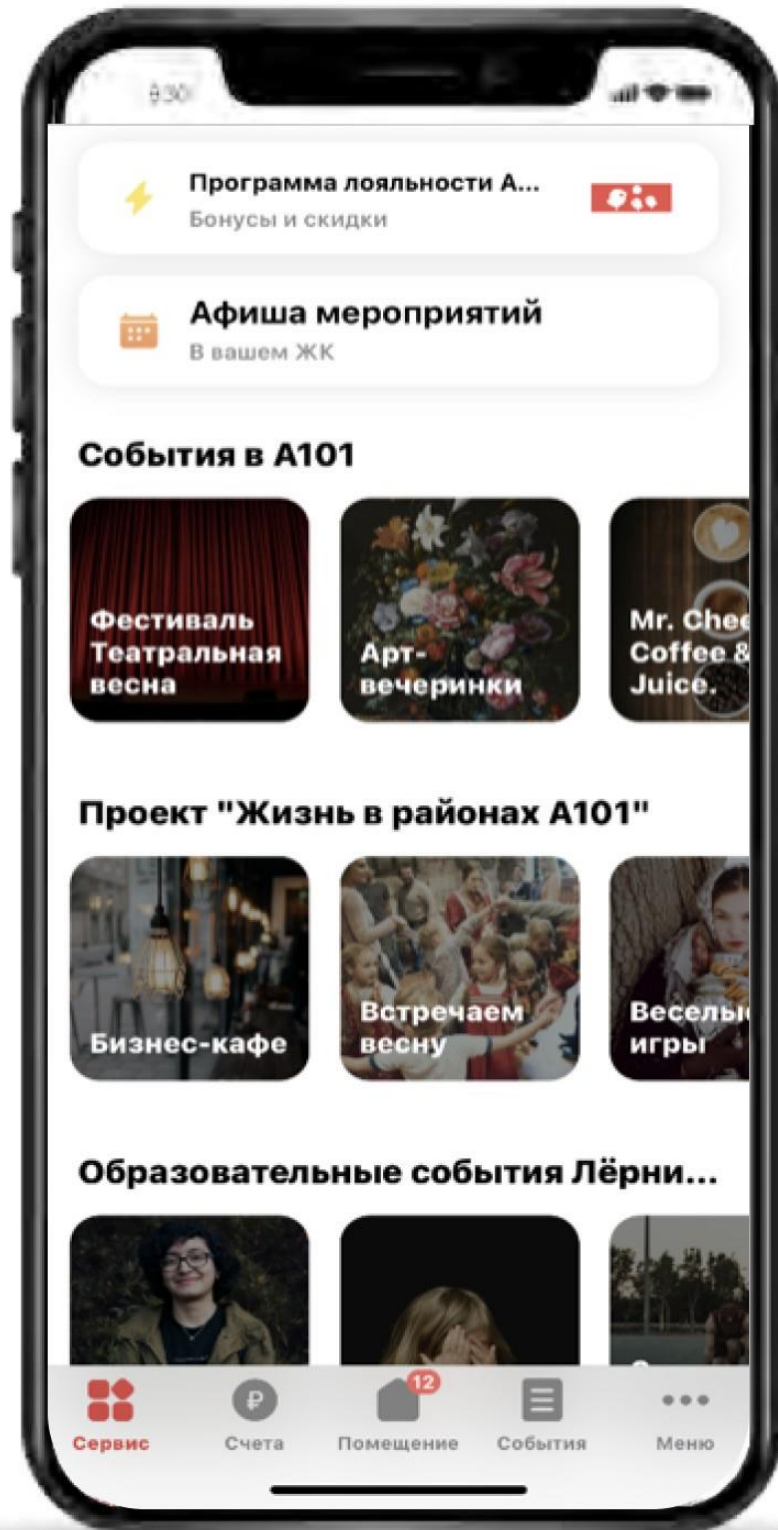 Программа лояльности А...
Бонусы и скидки
Афиша мероприятий
В вашем ЖК
События в А101
Фестиваль
Театральная
весна
Арт-
вечеринки
Mr. Chee
Coffee &
Juice.
Проект "Жизнь в районах А101"
Бизнес-кафе
Встречаем
весну
Веселы
игры
Образовательные события Лёрни...
12
Сервис
Счета
Помещение
События
Меню